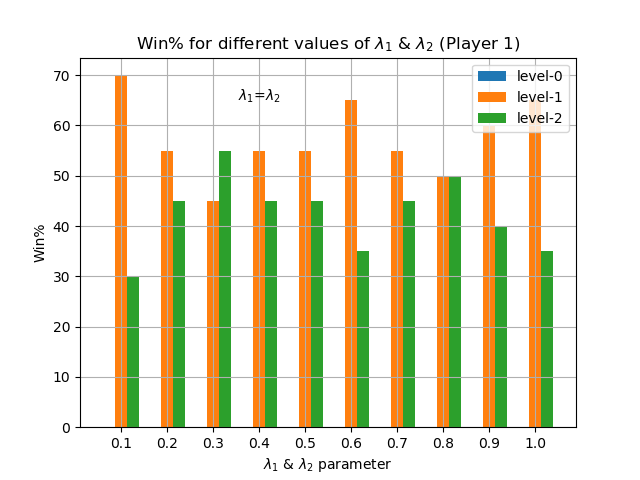 Win% for different values of λ₁ & λ₂ (Player 1)
λ₁=λ₂
level-0
level-1
level-2
Win%
70
60
50
40
30
20
10
0
0.1 0.2 0.3 0.4 0.5 0.6 0.7 0.8 0.9 1.0
λ₁ & λ₂ parameter